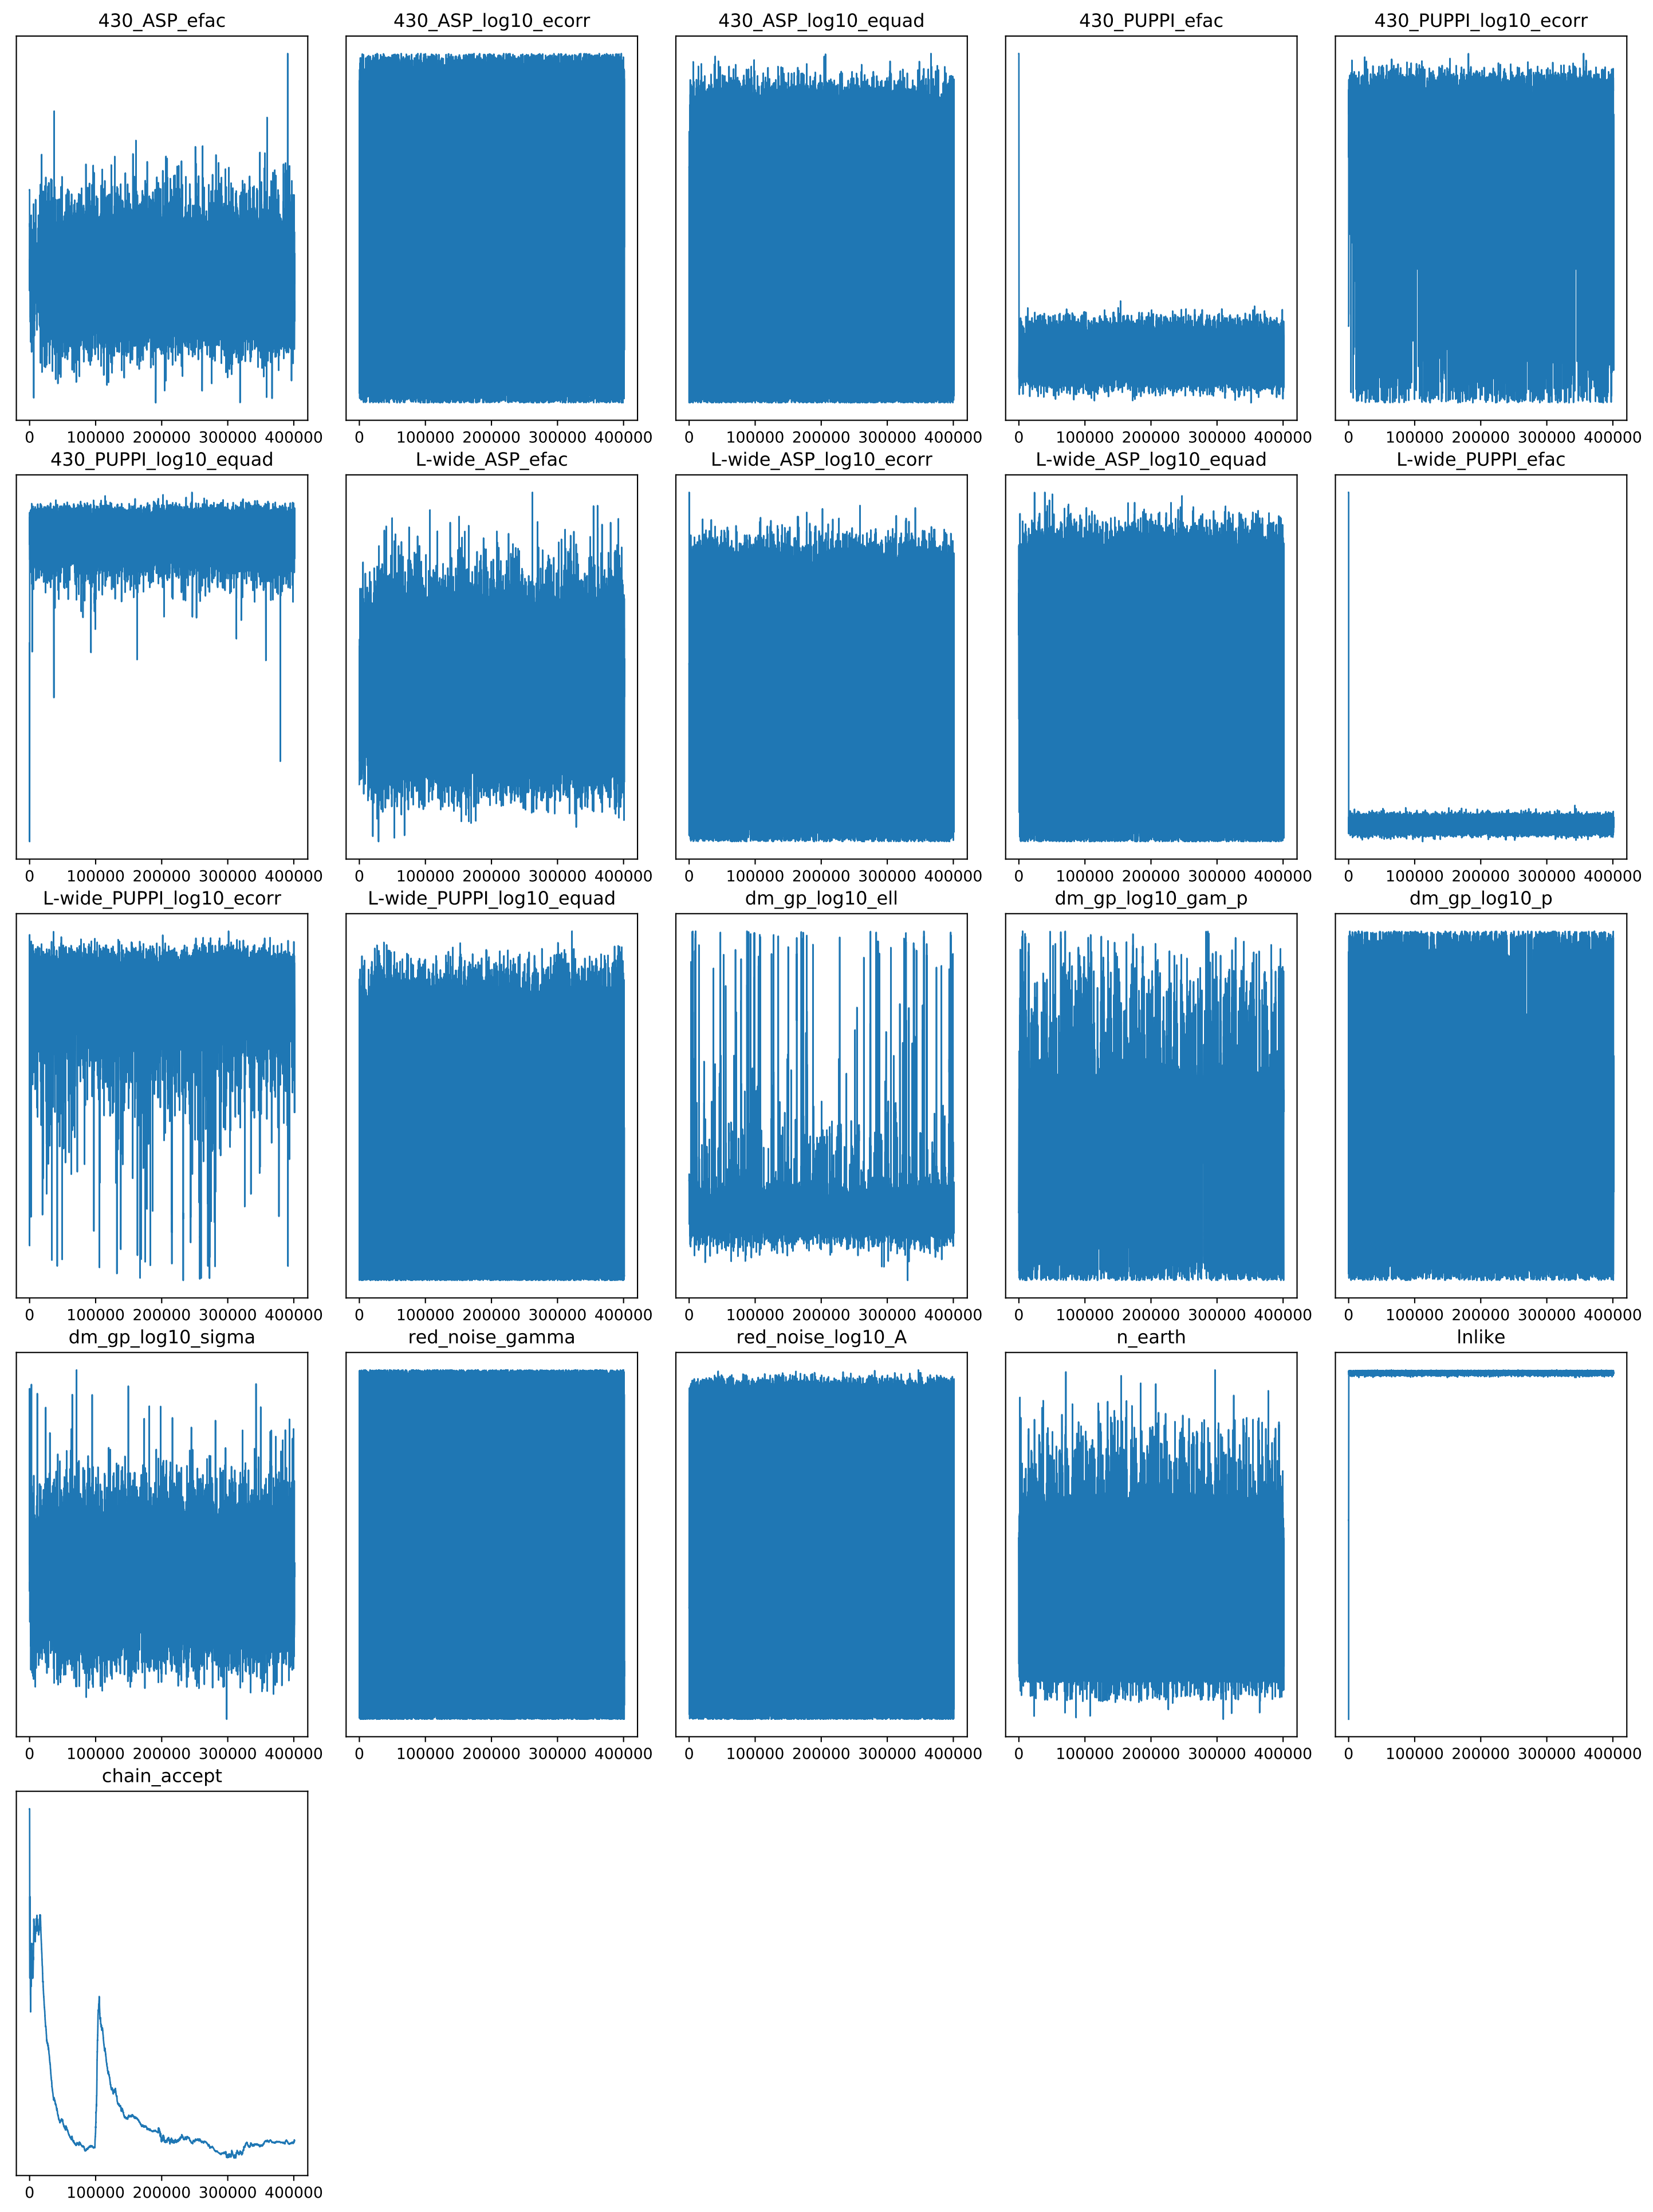 430_ASP_efac 430_ASP_log10_ecorr 430_ASP_log10_equad 430_PUPPI_efac 430_PUPPI_log10_ecorr
0 100000 200000 300000 400000 0 100000 200000 300000 400000 0 100000 200000 300000 400000 0 100000 200000 300000 400000 0 100000 200000 300000 400000
430_PUPPI_log10_equad L-wide_ASP_efac L-wide_ASP_log10_ecorr L-wide_ASP_log10_equad L-wide_PUPPI_efac
0 100000 200000 300000 400000 0 100000 200000 300000 400000 0 100000 200000 300000 400000 0 100000 200000 300000 400000 0 100000 200000 300000 400000
L-wide_PUPPI_log10_ecorr L-wide_PUPPI_log10_equad dm_gp_log10_ell dm_gp_log10_gam_p dm_gp_log10_p
0 100000 200000 300000 400000 0 100000 200000 300000 400000 0 100000 200000 300000 400000 0 100000 200000 300000 400000 0 100000 200000 300000 400000
dm_gp_log10_sigma red_noise_gamma red_noise_log10_A n_earth lnlike
0 100000 200000 300000 400000 0 100000 200000 300000 400000 0 100000 200000 300000 400000 0 100000 200000 300000 400000 0 100000 200000 300000 400000
chain_accept
0 100000 200000 300000 400000